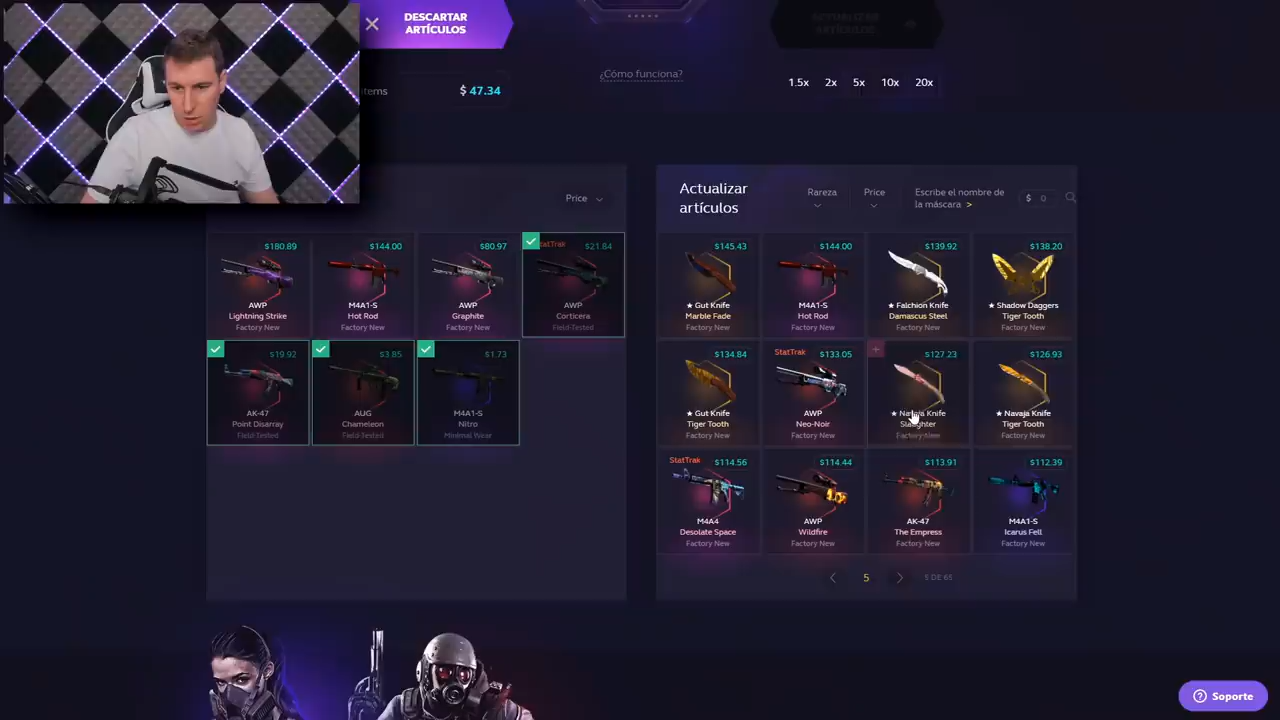 DESCARTAR
ARTÍCULOS
ACTUALIZAR
ARTÍCULOS
items
$ 47.34
¿Cómo funciona?
1.5x
2x
5x
10x
20x
Price
Actualizar
artículos
Rareza
Price
Escribe el nombre de
la máscara >
$ 0
$180.89
AWP
Lightning Strike
Factory New
$144.00
M4A1-S
Hot Rod
Factory New
$80.97
AWP
Graphite
Factory New
StatTrak
$21.84
AWP
Corticera
Field-Tested
$19.92
AK-47
Point Disarray
Field-Tested
$3.85
AUG
Chameleon
Field-Tested
$1.73
M4A1-S
Nitro
Minimal Wear
$145.43
★ Gut Knife
Marble Fade
Factory New
$144.00
M4A1-S
Hot Rod
Factory New
$139.92
★ Falchion Knife
Damascus Steel
Factory New
$138.20
★ Shadow Daggers
Tiger Tooth
Factory New
$134.84
★ Gut Knife
Tiger Tooth
Factory New
StatTrak
$133.05
AWP
Neo-Noir
Factory New
$127.23
★ Navaja Knife
Slaughter
Factory New
$126.93
★ Navaja Knife
Tiger Tooth
Factory New
StatTrak
$114.56
M4A4
Desolate Space
Factory New
$114.44
AWP
Wildfire
Factory New
$113.91
AK-47
The Empress
Factory New
$112.39
M4A1-S
Icarus Fell
Factory New
5
5 DE 65
Soporte